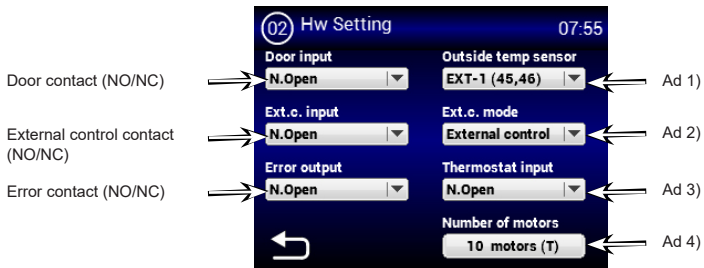 02 Hw Setting 07:55
Door input Outside temp sensor
Door contact (NO/NC) N.Open EXT-1 (45,46) Ad 1)
Ext.c. input Ext.c. mode
External control contact
(NO/NC) N.Open External control Ad 2)
Error output Thermostat input
Error contact (NO/NC) N.Open N.Open Ad 3)
Number of motors
10 motors (T) Ad 4)